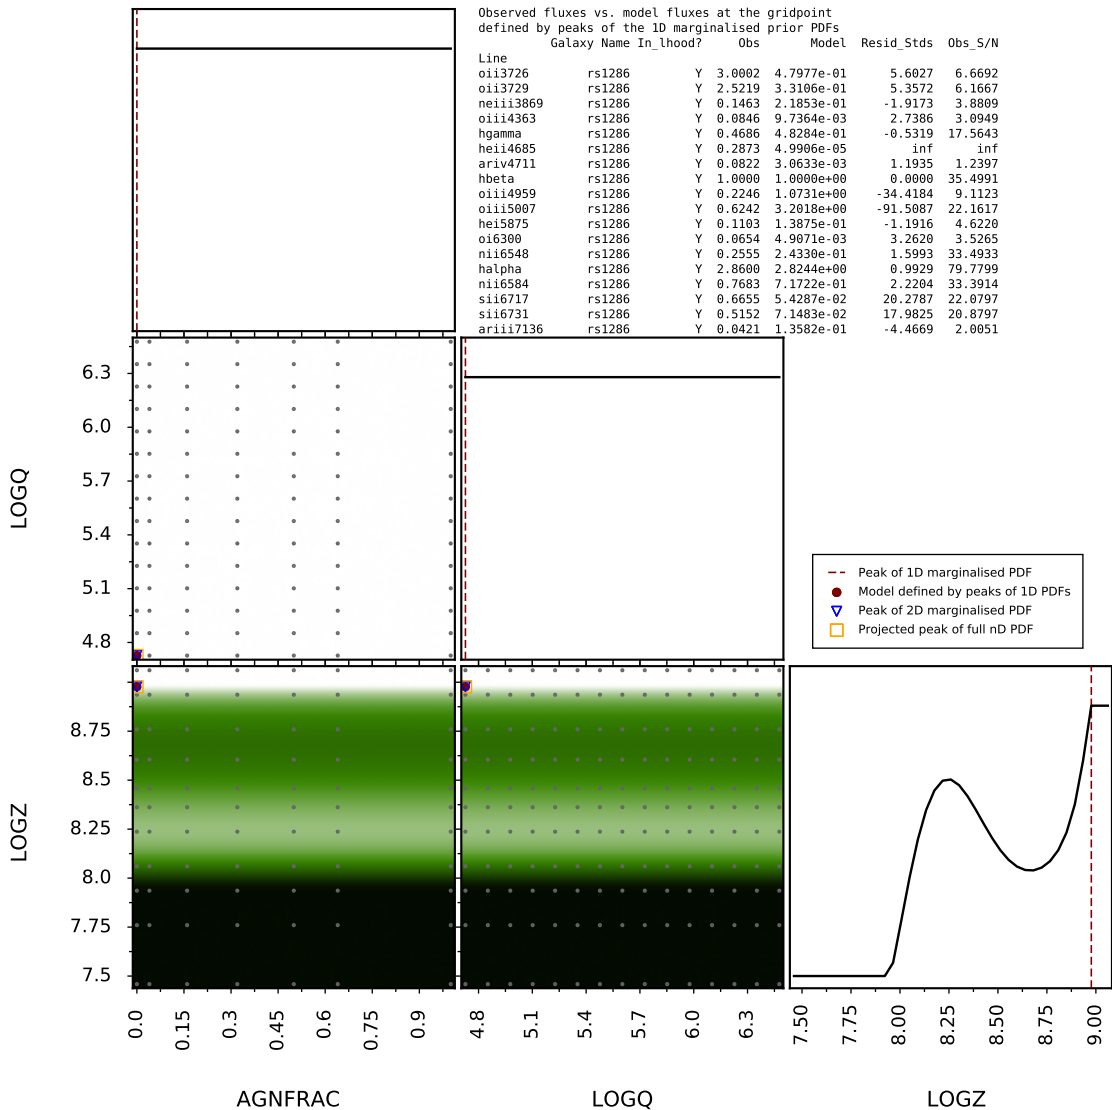 Observed fluxes vs. model fluxes at the gridpoint
defined by peaks of the 1D marginalised prior PDFs
Galaxy Name In_lhood? Obs Model Resid_Stds Obs_S/N
Line
oii3726 rs1286 Y 3.0002 4.7977e-01 5.6027 6.6692
oii3729 rs1286 Y 2.5219 3.3106e-01 5.3572 6.1667
neiii3869 rs1286 Y 0.1463 2.1853e-01 -1.9173 3.8809
oiii4363 rs1286 Y 0.0846 9.7364e-03 2.7386 3.0949
hgamma rs1286 Y 0.4686 4.8284e-01 -0.5319 17.5643
heii4685 rs1286 Y 0.2873 4.9906e-05 inf inf
ariv4711 rs1286 Y 0.0822 3.0633e-03 1.1935 1.2397
hbeta rs1286 Y 1.0000 1.0000e+00 0.0000 35.4991
oiii4959 rs1286 Y 0.2246 1.0731e+00 -34.4184 9.1123
oiii5007 rs1286 Y 0.6242 3.2018e+00 -91.5087 22.1617
hei5875 rs1286 Y 0.1103 1.3875e-01 -1.1916 4.6220
oi6300 rs1286 Y 0.0654 4.9071e-03 3.2620 3.5265
nii6548 rs1286 Y 0.2555 2.4330e-01 1.5993 33.4933
halpha rs1286 Y 2.8600 2.8244e+00 0.9929 79.7799
nii6584 rs1286 Y 0.7683 7.1722e-01 2.2204 33.3914
sii6717 rs1286 Y 0.6655 5.4287e-02 20.2787 22.0797
sii6731 rs1286 Y 0.5152 7.1483e-02 17.9825 20.8797
ariii7136 rs1286 Y 0.0421 1.3582e-01 -4.4669 2.0051
6.3
6.0
5.7
5.4
5.1
4.8
LOGQ
Peak of 1D marginalised PDF
Model defined by peaks of 1D PDFs
Peak of 2D marginalised PDF
Projected peak of full nD PDF
8.75
8.5
8.25
8.0
7.75
7.5
LOGZ
0.0 0.15 0.3 0.45 0.6 0.75 0.9
4.8 5.1 5.4 5.7 6.0 6.3
7.50 7.75 8.00 8.25 8.50 8.75 9.00
AGNFRAC LOGQ LOGZ